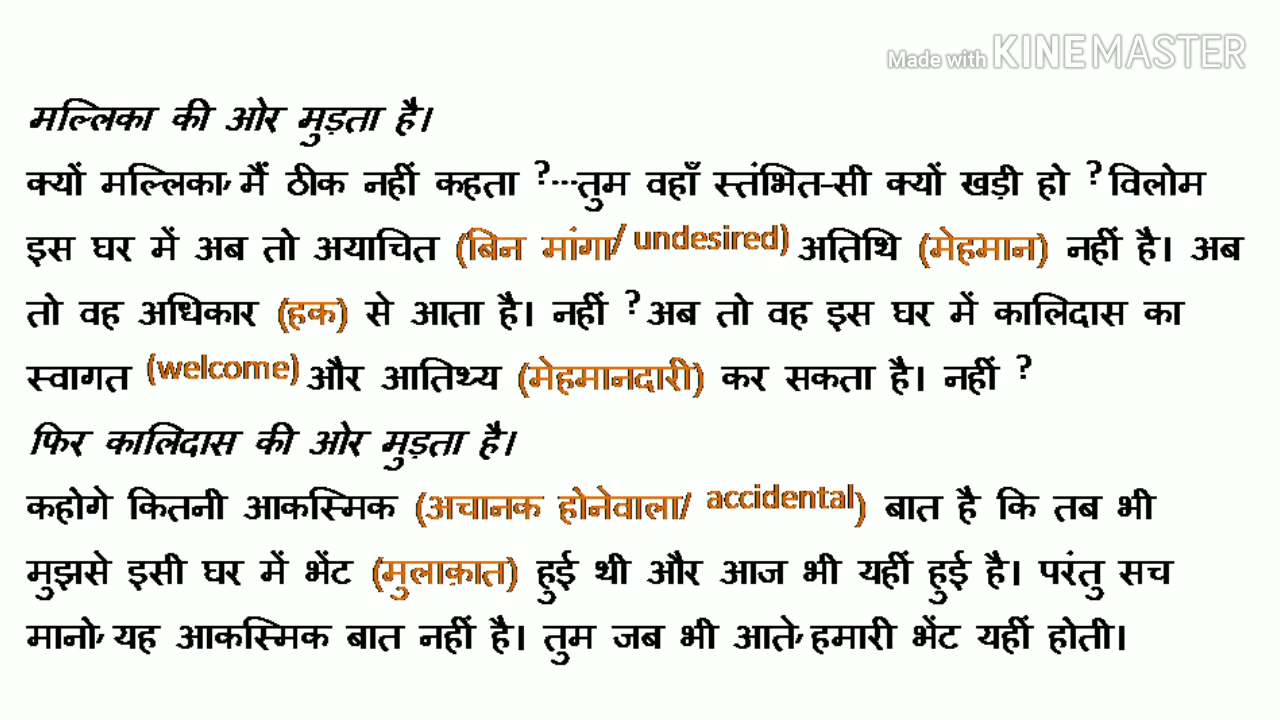 Made with KINEMASTER
मल्लिका की ओर मुड़ता है।
क्यों मल्लिका, मैं ठीक नहीं कहता ?...तुम वहाँ स्तंभित-सी क्यों खड़ी हो ? विलोम
इस घर में अब तो अयाचित (बिन मांगा/ undesired) अतिथि (मेहमान) नहीं है। अब
तो वह अधिकार (हक) से आता है। नहीं ? अब तो वह इस घर में कालिदास का
स्वागत (welcome) और आतिथ्य (मेहमानदारी) कर सकता है। नहीं ?
फिर कालिदास की ओर मुड़ता है।
कहोगे कितनी आकस्मिक (अचानक होनेवाला/ accidental) बात है कि तब भी
मुझसे इसी घर में भेंट (मुलाक़ात) हुई थी और आज भी यहीं हुई है। परंतु सच
मानो, यह आकस्मिक बात नहीं है। तुम जब भी आते, हमारी भेंट यहीं होती।